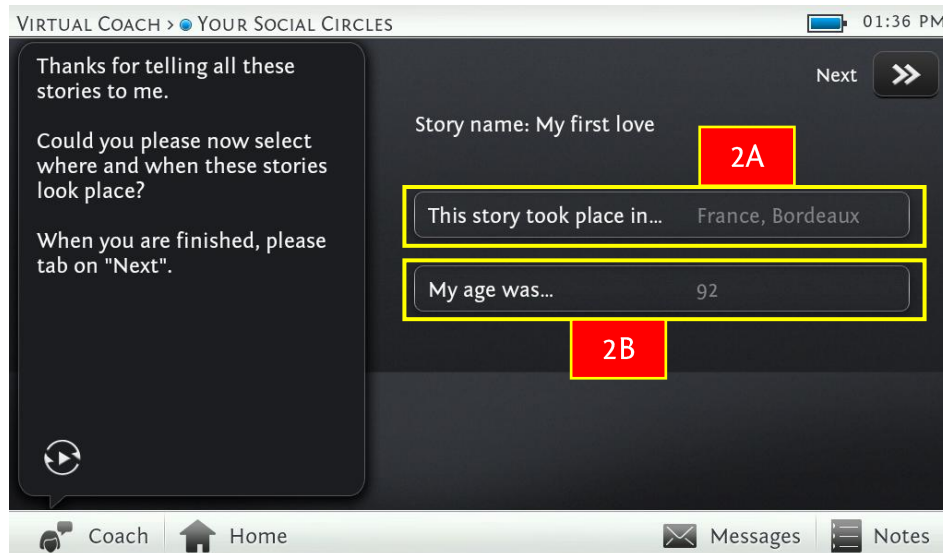 VIRTUAL COACH > YOUR SOCIAL CIRCLES
01:36 PM
Thanks for telling all these
stories to me.
Could you please now select
where and when these stories
look place?
When you are finished, please
tab on "Next".
Next
Story name: My first love
2A
This story took place in... France, Bordeaux
My age was... 92
2B
Coach
Home
Messages
Notes